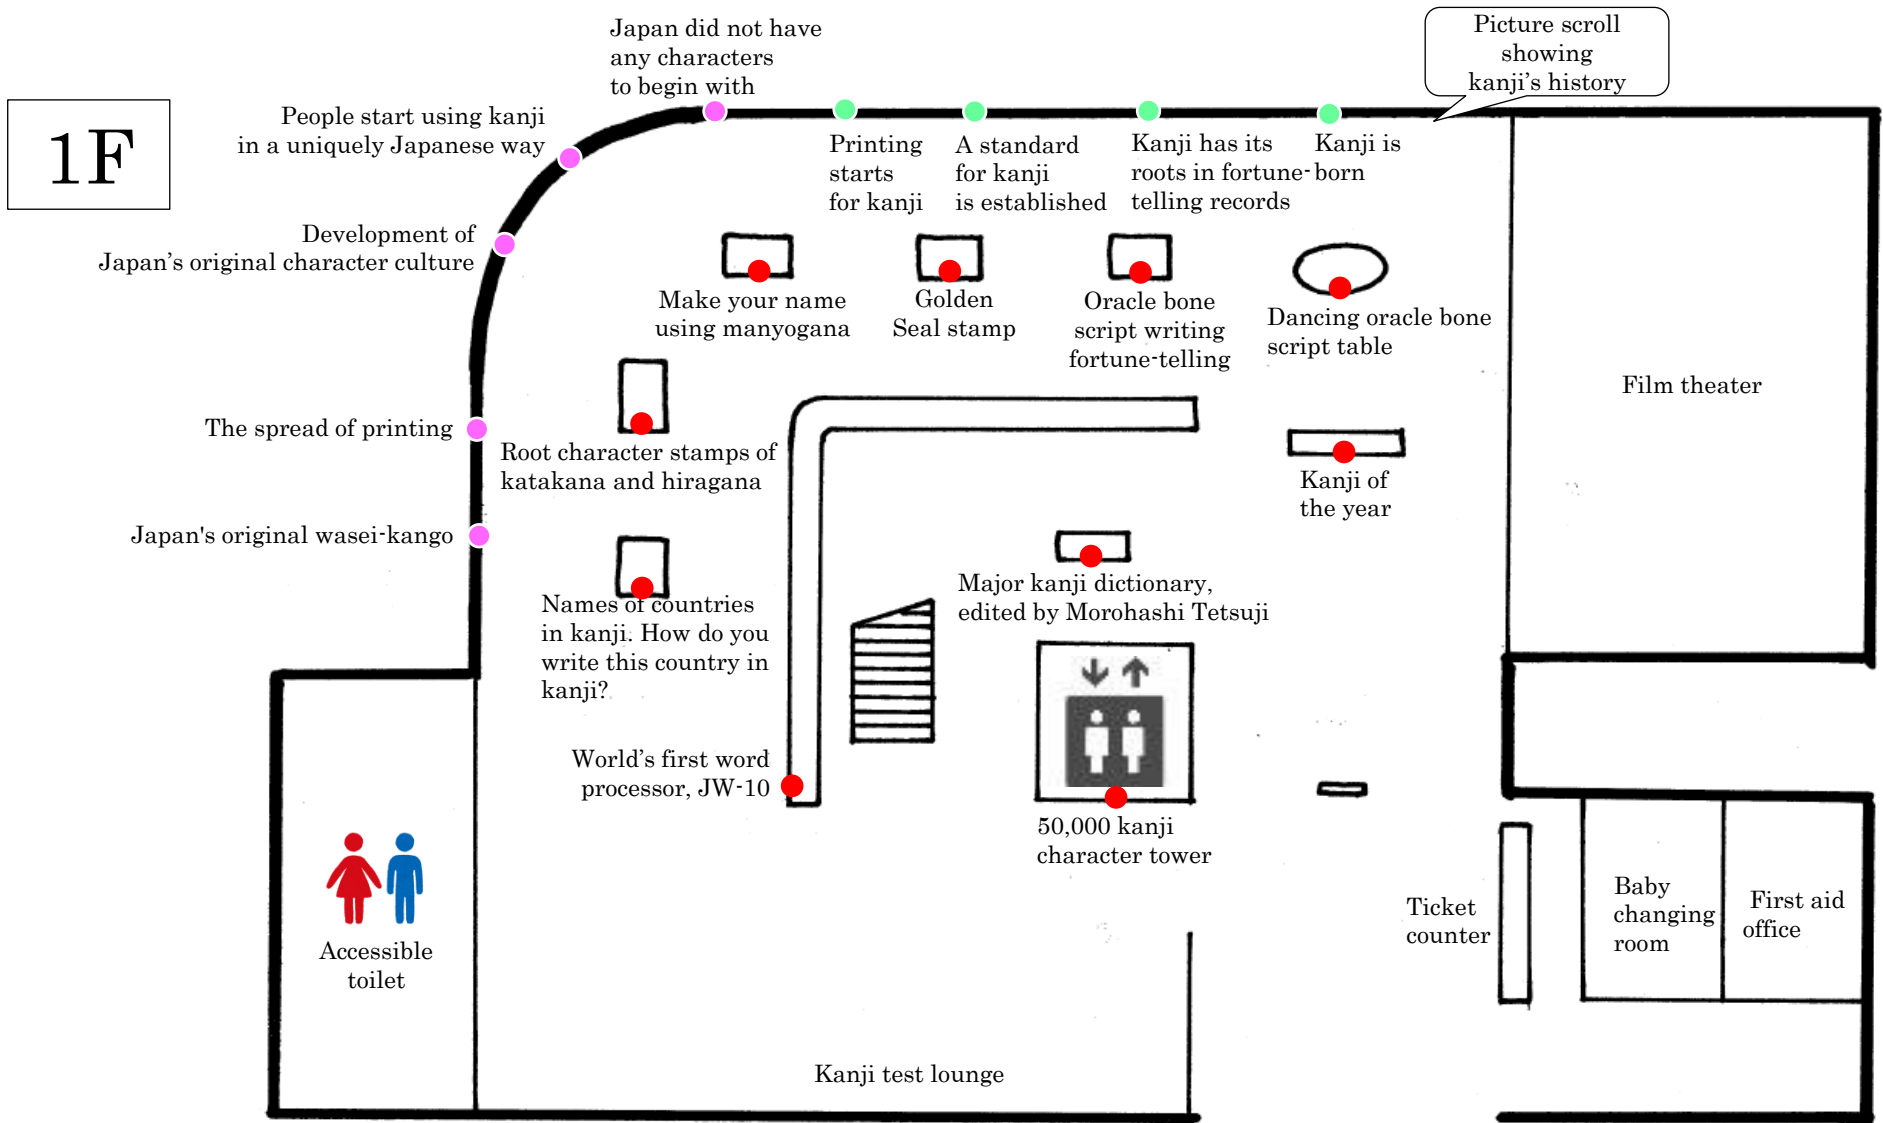 1F
Japan did not have
any characters
to begin with
Picture scroll
showing
kanji’s history
People start using kanji
in a uniquely Japanese way
Printing
starts
for kanji
A standard
for kanji
is established
Kanji has its
roots in fortune-
telling records
Kanji is
born
Development of
Japan’s original character culture
Make your name
using manyogana
Golden
Seal stamp
Oracle bone
script writing
fortune-telling
Dancing oracle bone
script table
Film theater
The spread of printing
Root character stamps of
katakana and hiragana
Kanji of
the year
Japan's original wasei-kango
Major kanji dictionary,
edited by Morohashi Tetsuji
Names of countries
in kanji. How do you
write this country in
kanji?
World’s first word
processor, JW-10
50,000 kanji
character tower
Ticket
counter
Baby
changing
room
First aid
office
Accessible
toilet
Kanji test lounge